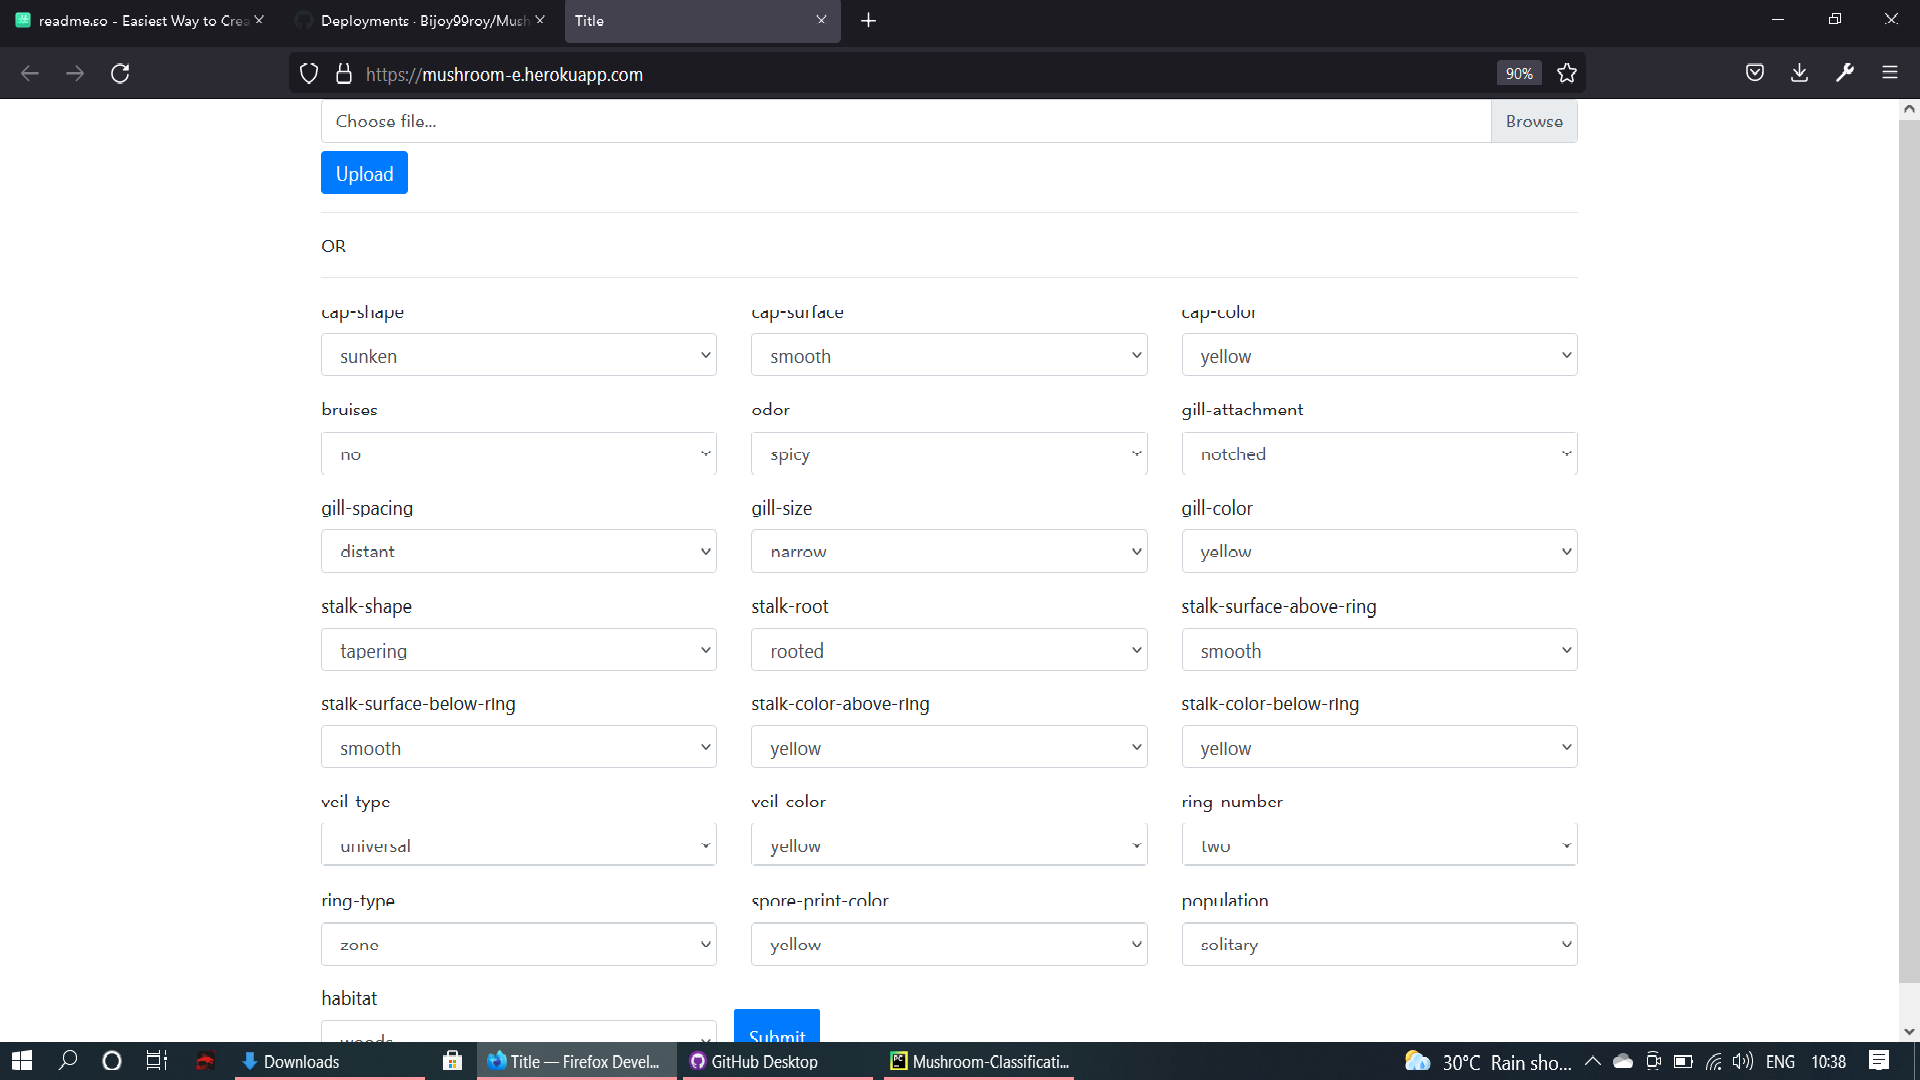 readme.so - Easiest Way to Crea
Deployments · Bijoy99roy/Mush
Title
https://mushroom-e.herokuapp.com
90%
Choose file...
Browse
Upload
OR
cap-shape cap-surface cap-color
sunken smooth yellow
bruises odor gill-attachment
no spicy notched
gill-spacing gill-size gill-color
distant narrow yellow
stalk-shape stalk-root stalk-surface-above-ring
tapering rooted smooth
stalk-surface-below-ring stalk-color-above-ring stalk-color-below-ring
smooth yellow yellow
veil-type veil-color ring-number
universal yellow two
ring-type spore-print-color population
zone yellow solitary
habitat
woods Submit
Downloads
Title — Firefox Devel...
GitHub Desktop
PC
Mushroom-Classificati...
30°C Rain sho...
ENG
10:38